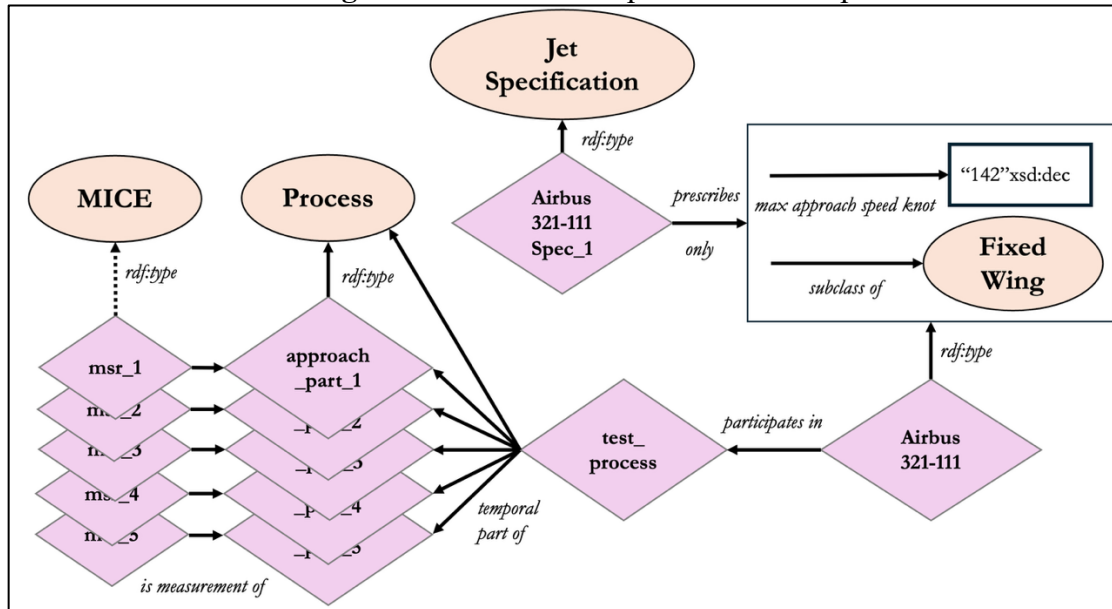 Jet
Specification
rdf:type
MICE
Process
Airbus
321-111
Spec_1
prescribes
only
“142”xsd:dec
max approach speed knot
Fixed
Wing
subclass of
rdf:type
rdf:type
rdf:type
msr_1
approach
_part_1
test_
process
participates in
Airbus
321-111
temporal
part of
is measurement of